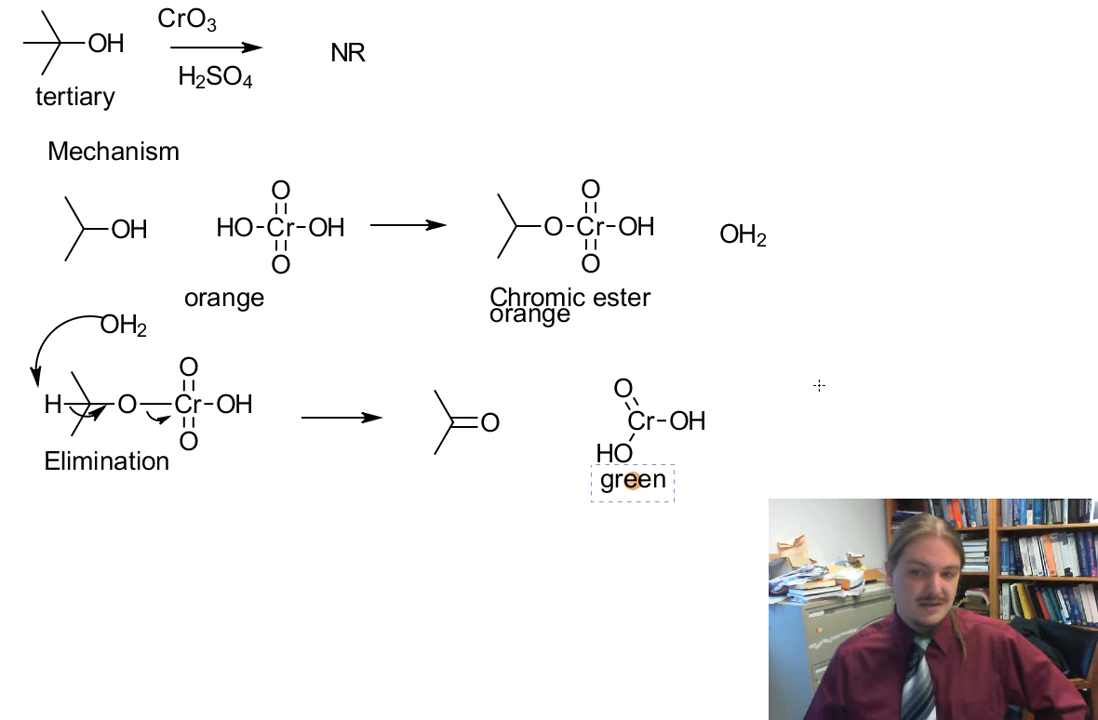 CrO3
OH
H2SO4
NR
tertiary
Mechanism
O
OH
HO-Cr-OH
O
O
O-Cr-OH
O
OH2
orange
Chromic ester
orange
OH2
O
H
O
Cr-OH
O
O
O
Cr-OH
HO
Elimination
green